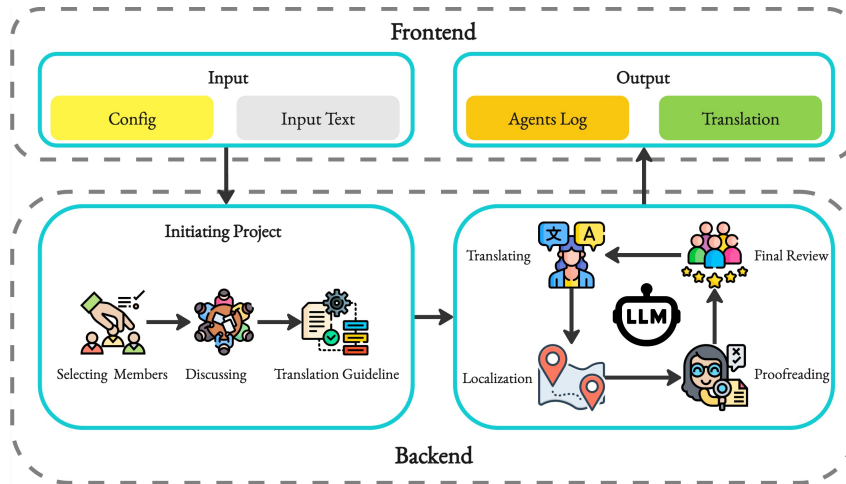 Frontend
Input
Config
Input Text
Output
Agents Log
Translation
Initiating Project
Selecting Members
Discussing
Translation Guideline
Translating
文 A
Final Review
LLM
Localization
Proofreading
Backend